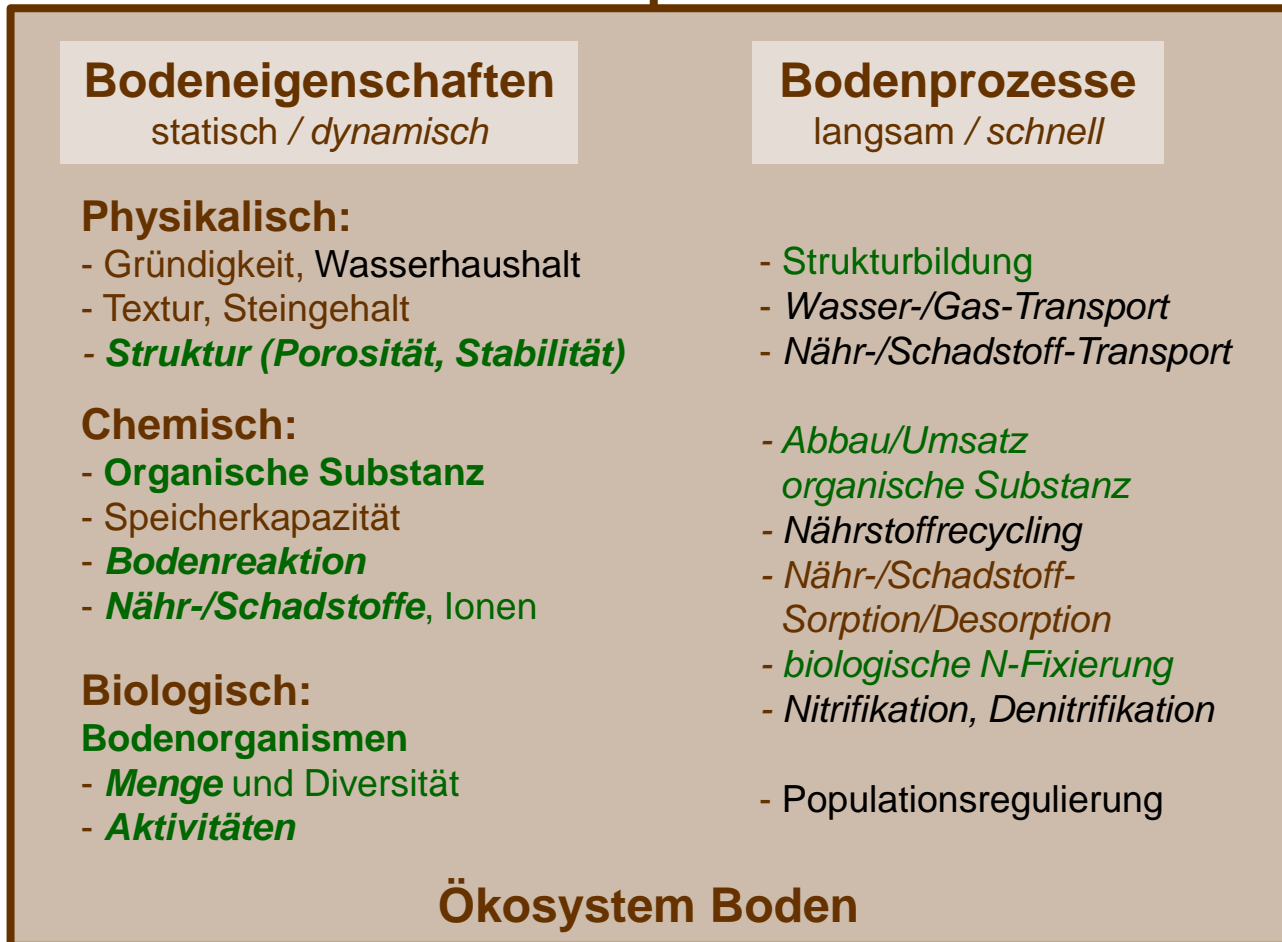 Bodeneigenschaften
statisch / dynamisch
Physikalisch:
- Gründigkeit, Wasserhaushalt
- Textur, Steingehalt
- Struktur (Porosität, Stabilität)
Chemisch:
- Organische Substanz
- Speicherkapazität
- Bodenreaktion
- Nähr-/Schadstoffe, Ionen
Biologisch:
Bodenorganismen
- Menge und Diversität
- Aktivitäten
Bodenprozesse
langsam / schnell
- Strukturbildung
- Wasser-/Gas-Transport
- Nähr-/Schadstoff-Transport
- Abbau/Umsatz
organische Substanz
- Nährstoffrecycling
- Nähr-/Schadstoff-
Sorption/Desorption
- biologische N-Fixierung
- Nitrifikation, Denitrifikation
- Populationsregulierung
Ökosystem Boden